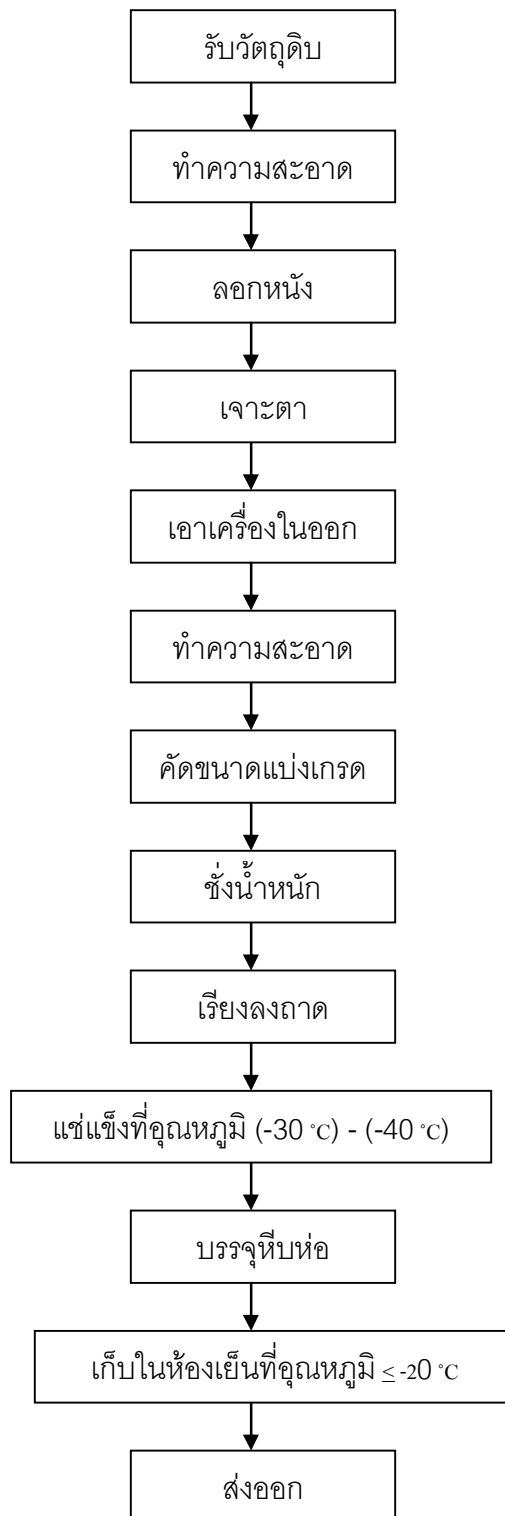 รับวัตถุดิบ
ทำความสะอาด
ลอกหนัง
เจาะตา
เอาเครื่องในออก
ทำความสะอาด
คัดขนาดแบ่งเกรด
ชั่งน้ำหนัก
เรียงลงถาด
แช่แข็งที่อุณหภูมิ (-30 °C) - (-40 °C)
บรรจุหีบห่อ
เก็บในห้องเย็นที่อุณหภูมิ ≤ -20 °C
ส่งออก